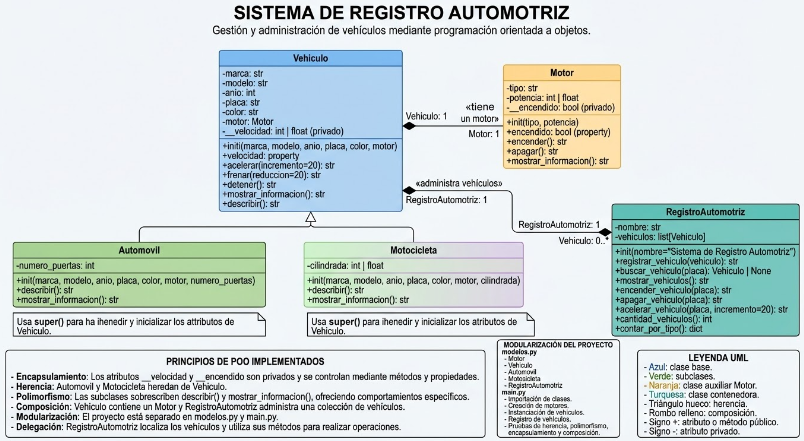 SISTEMA DE REGISTRO AUTOMOTRIZ
Gestión y administración de vehículos mediante programación orientada a objetos.
Vehiculo
-marca: str
-modelo: str
-anio: int
-placa: str
-color: str
-motor: Motor
-__velocidad: int | float (privado)
+initi(marca, modelo, anio, placa, color, motor)
+velocidad: property
+acelerar(incremento=20): str
+frenar(reduccion=20): str
+detener(): str
+mostrar_informacion(): str
+describir(): str
Vehiculo: 1
«tiene
un motor»
Motor: 1
Motor
-tipo: str
-potencia: int | float
-__encendido: bool (privado)
+init(tipo, potencia)
+encendido: bool (property)
+encender(): str
+apagar(): str
+mostrar_informacion(): str
«administra vehículos»
RegistroAutomotriz: 1
RegistroAutomotriz: 1
Vehiculo: 0..*
RegistroAutomotriz
-nombre: str
-vehiculos: list[Vehiculo]
+init(nombre="Sistema de Registro Automotriz")
+registrar_vehiculo(vehiculo): str
+buscar_vehiculo(placa): Vehiculo | None
+mostrar_vehiculos(): str
+encender_vehiculo(placa): str
+apagar_vehiculo(placa): str
+acelerar_vehiculo(placa, incremento=20): str
+cantidad_vehiculos(): int
+contar_por_tipo(): dict
Automovil
-numero_puertas: int
+init(marca, modelo, anio, placa, color, motor, numero_puertas)
+describir(): str
+mostrar_informacion(): str
Motocicleta
-cilindrada: int | float
+init(marca, modelo, anio, placa, color, motor, cilindrada)
+describir(): str
+mostrar_informacion(): str
Usa super() para ha ihenedir y inicializar los attributos de
Vehiculo.
Usa super() para ihenedir y inicializar los atributos de
Vehiculo.
PRINCIPIOS DE POO IMPLEMENTADOS
- Encapsulamiento: Los atributos __velocidad y __encendido son privados y se controlan mediante métodos y propiedades.
- Herencia: Automovil y Motocicleta heredan de Vehiculo.
- Polimorfismo: Las subclases sobrescriben describir() y mostrar_informacion(), ofreciendo comportamientos específicos.
- Composición: Vehiculo contiene un Motor y RegistroAutomotriz administra una colección de vehículos.
- Modularización: El proyecto está separado en modelos.py y main.py.
- Delegación: RegistroAutomotriz localiza los vehículos y utiliza sus métodos para realizar operaciones.
MODULARIZACIÓN DEL PROYECTO
modelos.py
- Motor
- Vehiculo
- Automovil
- Motocicleta
- RegistroAutomotriz
main.py
- Importación de clases.
- Creación de motores.
- Instanciación de vehículos.
- Registro de vehículos.
- Pruebas de herencia, polimorfismo,
encapsulamiento y composición.
LEYENDA UML
- Azul: clase base.
- Verde: subclases.
- Naranja: clase auxiliar Motor.
- Turquesa: clase contenedora.
- Triángulo hueco: herencia.
- Rombo relleno: composición.
- Signo +: atributo o método público.
- Signo -: atributo privado.